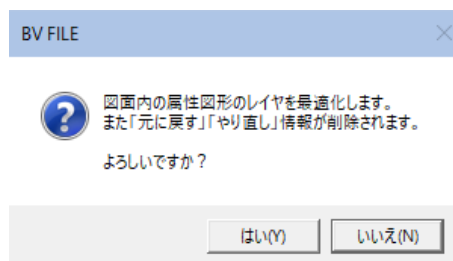 BV FILE
図面内の属性図形のレイヤを最適化します。
また「元に戻す」「やり直し」情報が削除されます。
よろしいですか？
はい(Y)
いいえ(N)